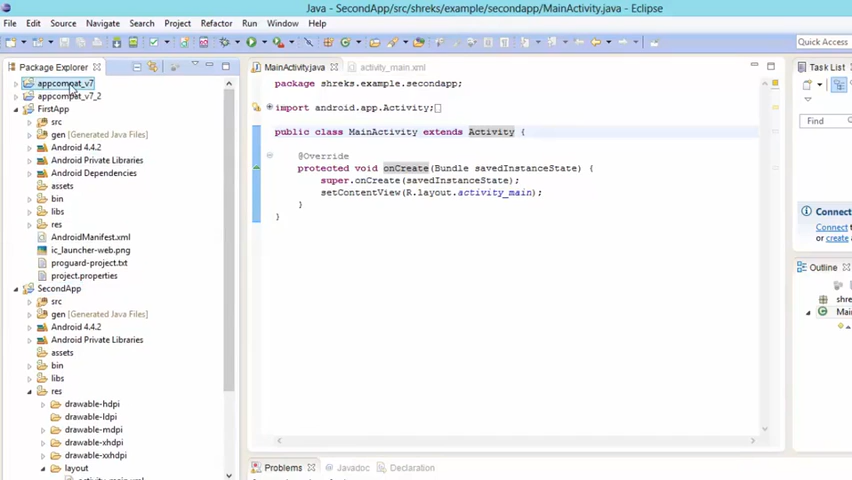 Java - SecondApp/src/shreks/example/secondapp/MainActivity.java - Eclipse
File Edit Source Navigate Search Project Refactor Run Window Help
Quick Access
Package Explorer
appcompat_v7
appcompat_v7_2
FirstApp
src
gen [Generated Java Files]
Android 4.4.2
Android Private Libraries
Android Dependencies
assets
bin
libs
res
AndroidManifest.xml
ic_launcher-web.png
proguard-project.txt
project.properties
SecondApp
src
gen [Generated Java Files]
Android 4.4.2
Android Private Libraries
assets
bin
libs
res
drawable-hdpi
drawable-ldpi
drawable-mdpi
drawable-xhdpi
drawable-xxhdpi
layout
MainActivity.java activity_main.xml
package shreks.example.secondapp;
import android.app.Activity;
public class MainActivity extends Activity {
@Override
protected void onCreate(Bundle savedInstanceState) {
super.onCreate(savedInstanceState);
setContentView(R.layout.activity_main);
}
}
Problems Javadoc Declaration
Task List
Find
Connect
Connect
or create
Outline
shre
Mai